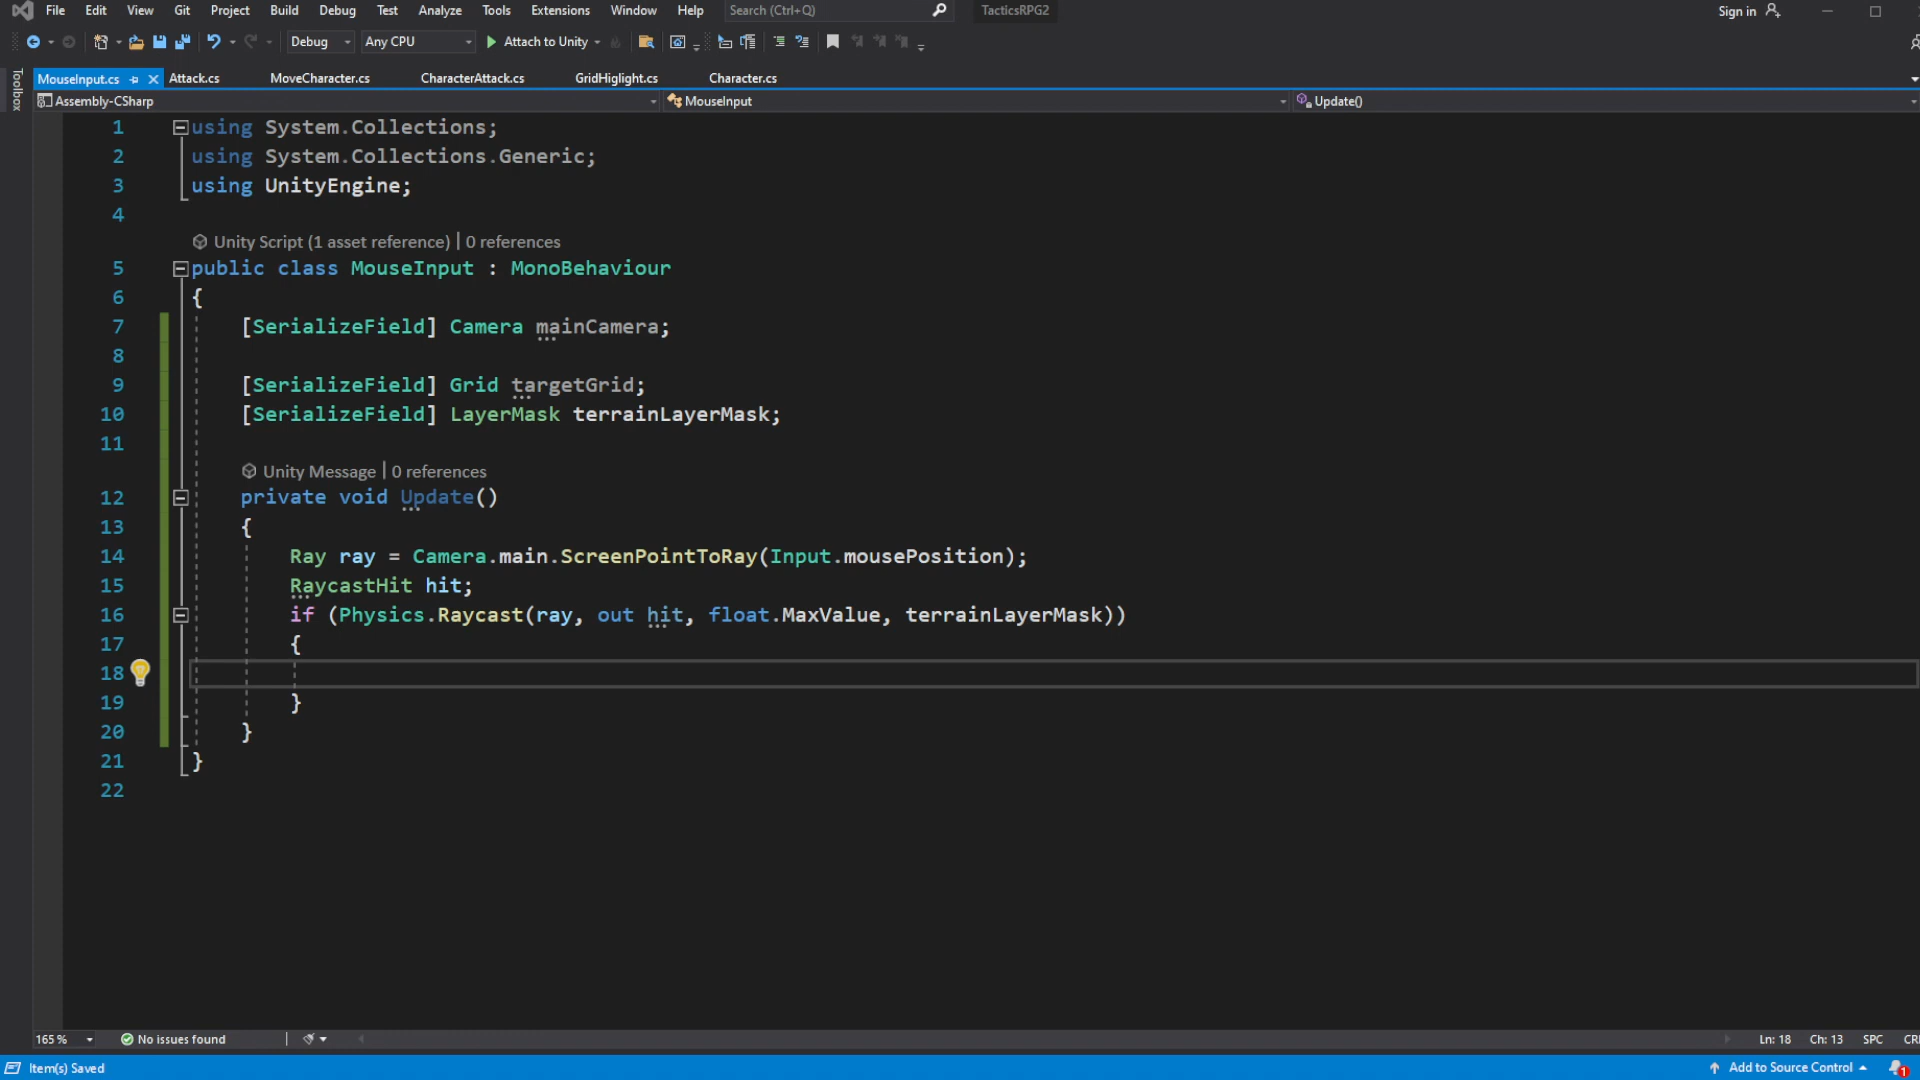 File Edit View Git Project Build Debug Test Analyze Tools Extensions Window Help Search (Ctrl+Q) TacticsRPG2 Sign in
Debug Any CPU Attach to Unity
MouseInput.cs Attack.cs MoveCharacter.cs CharacterAttack.cs GridHiglight.cs Character.cs
Toolbox
Assembly-CSharp MouseInput Update()
1 using System.Collections;
2 using System.Collections.Generic;
3 using UnityEngine;
4
Unity Script (1 asset reference) | 0 references
5 public class MouseInput : MonoBehaviour
6 {
7 [SerializeField] Camera mainCamera;
8
9 [SerializeField] Grid targetGrid;
10 [SerializeField] LayerMask terrainLayerMask;
11
Unity Message | 0 references
12 private void Update()
13 {
14 Ray ray = Camera.main.ScreenPointToRay(Input.mousePosition);
15 RaycastHit hit;
16 if (Physics.Raycast(ray, out hit, float.MaxValue, terrainLayerMask))
17 {
18
19 }
20 }
21 }
22
165 % No issues found Ln: 18 Ch: 13 SPC CR
Item(s) Saved Add to Source Control 1